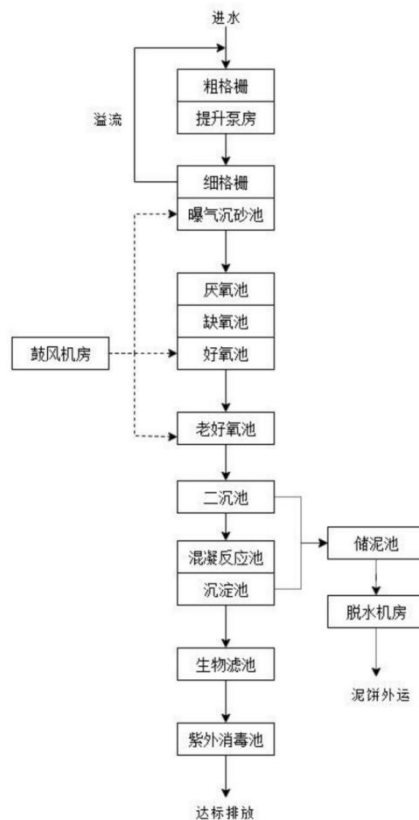 进水
粗格栅
提升泵房
溢流
细格栅
曝气沉砂池
厌氧池
缺氧池
好氧池
鼓风机房
老好氧池
二沉池
混凝反应池
沉淀池
储泥池
脱水机房
泥饼外运
生物滤池
紫外消毒池
达标排放